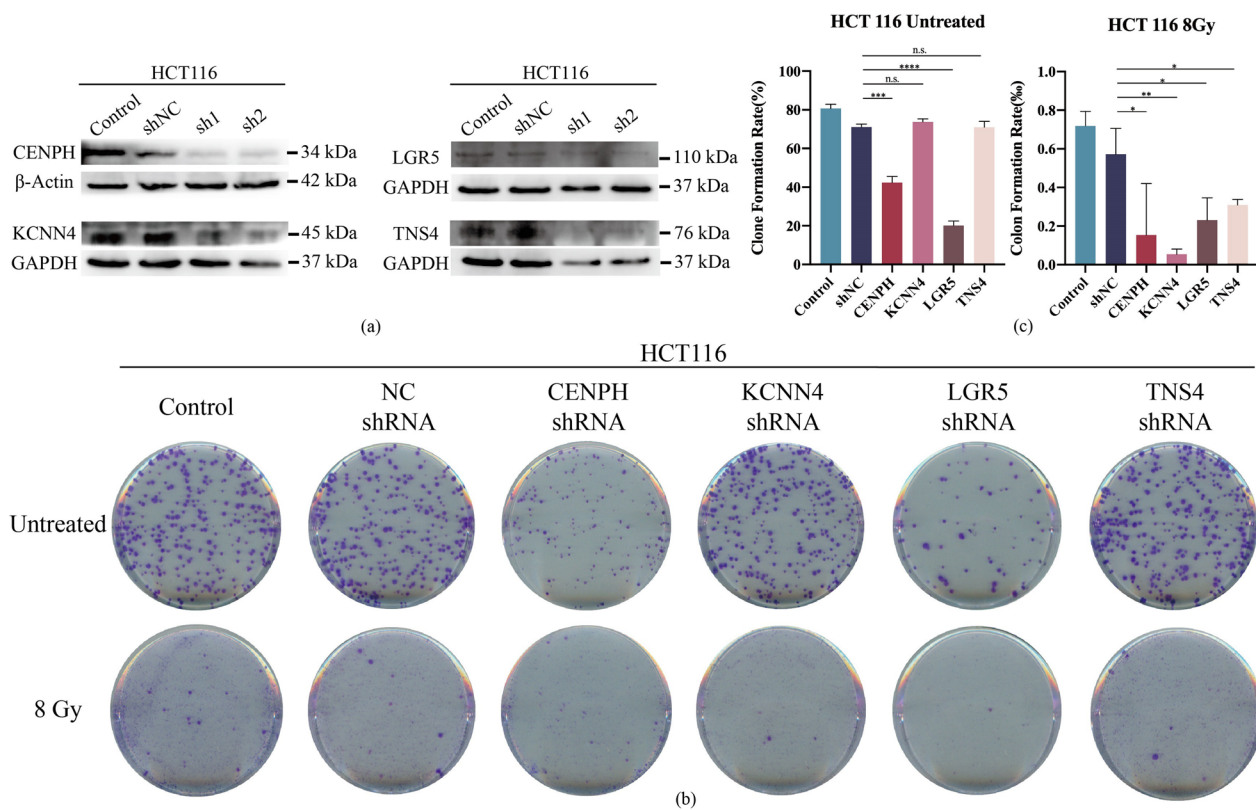 HCT116
Control
shNC
sh1
sh2
CENPH
34 kDa
β-Actin
42 kDa
KCNN4
45 kDa
GAPDH
37 kDa
HCT116
Control
shNC
sh1
sh2
LGR5
110 kDa
GAPDH
37 kDa
TNS4
76 kDa
GAPDH
37 kDa
(a)
HCT 116 Untreated
n.s.
****
n.s.
***
Clone Formation Rate(%)
100
80
60
40
20
0
Control
shNC
CENPH
KCNN4
LGR5
TNS4
HCT 116 8Gy
*
*
**
*
Colon Formation Rate(‰)
1.0
0.8
0.6
0.4
0.2
0.0
Control
shNC
CENPH
KCNN4
LGR5
TNS4
(c)
HCT116
Control
NC
shRNA
CENPH
shRNA
KCNN4
shRNA
LGR5
shRNA
TNS4
shRNA
Untreated
8 Gy
(b)